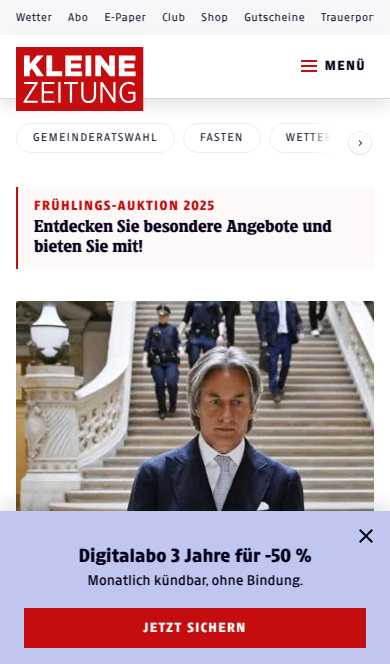 Wetter Abo E-Paper Club Shop Gutscheine Trauerpor
KLEINE
ZEITUNG
MENÜ
GEMEINDERATSWAHL FASTEN WETTER
FRÜHLINGS-AUKTION 2025
Entdecken Sie besondere Angebote und
bieten Sie mit!
Digitalabo 3 Jahre für -50 %
Monatlich kündbar, ohne Bindung.
JETZT SICHERN